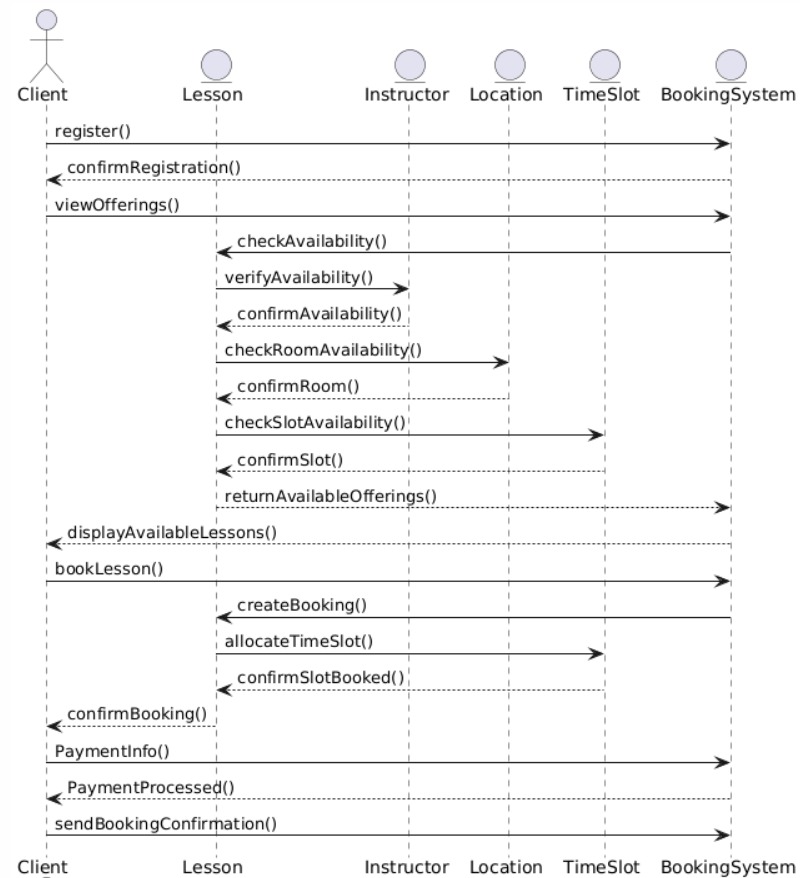 Client Lesson Instructor Location TimeSlot BookingSystem
register()
confirmRegistration()
viewOfferings()
checkAvailability()
verifyAvailability()
confirmAvailability()
checkRoomAvailability()
confirmRoom()
checkSlotAvailability()
confirmSlot()
returnAvailableOfferings()
displayAvailableLessons()
bookLesson()
createBooking()
allocateTimeSlot()
confirmSlotBooked()
confirmBooking()
PaymentInfo()
PaymentProcessed()
sendBookingConfirmation()
Client Lesson Instructor Location TimeSlot BookingSystem